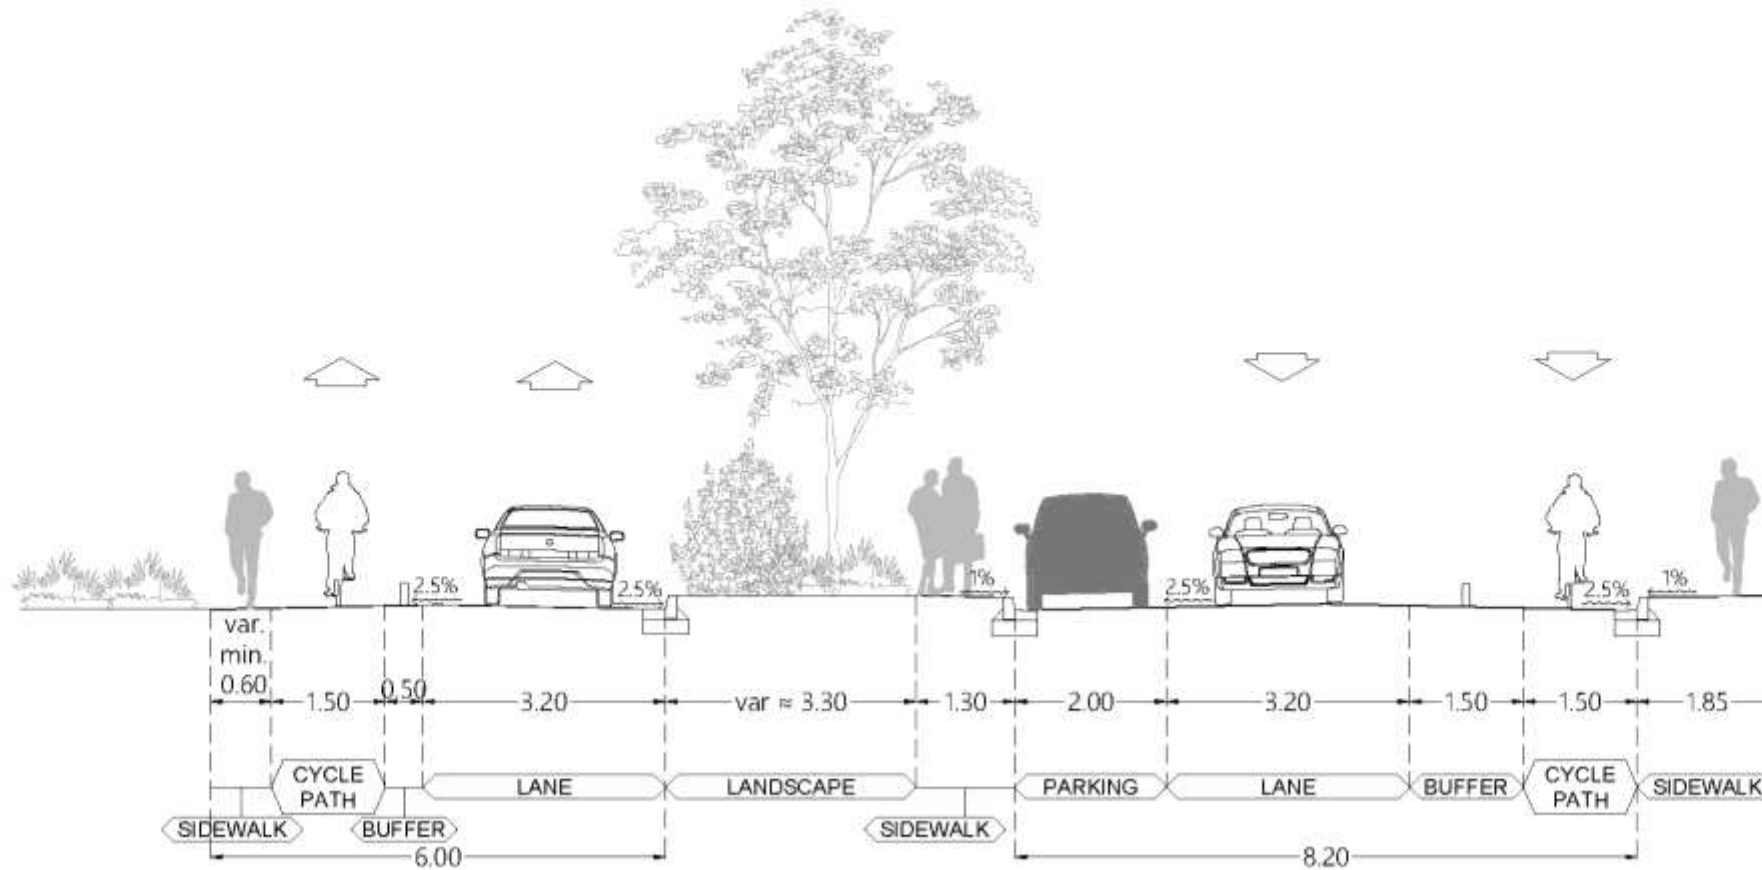 2.5%
2.5%
1%
2.5%
2.5%
1%
var.
min.
0.60
1.50
0.50
3.20
var ≈ 3.30
1.30
2.00
3.20
1.50
1.50
1.85
CYCLE
PATH
LANE
LANDSCAPE
PARKING
LANE
BUFFER
CYCLE
PATH
SIDEWALK
SIDEWALK
BUFFER
SIDEWALK
6.00
8.20